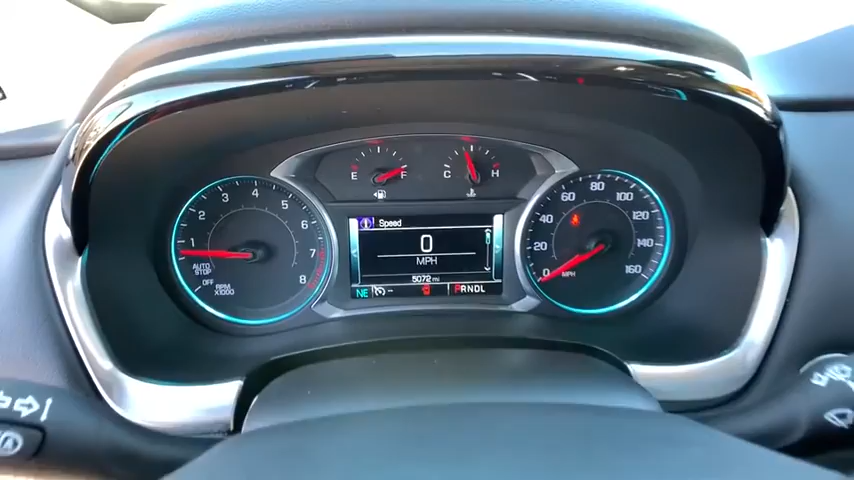 E F
C H
1 2 3 4 5 6 7 8
AUTO
STOP
OFF
RPM
X1000
Speed
0
MPH
5072 mi
NE -- PRNDL
0 20 40 60 80 100 120 140 160
MPH
A